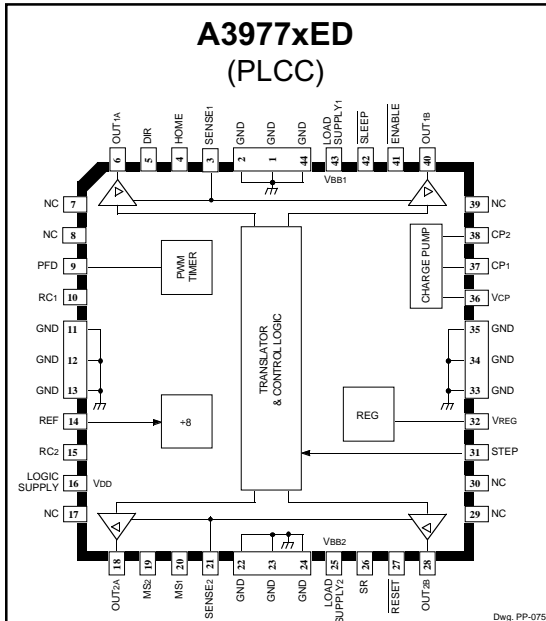 A3977xED
(PLCC)
OUT1A
DIR
HOME
SENSE1
GND
GND
GND
LOAD
SUPPLY1
SLEEP
ENABLE
OUT1B
6
5
4
3
2
1
44
43
42
41
40
VBB1
NC 7
NC 8
PFD 9
RC1 10
GND 11
GND 12
GND 13
REF 14
RC2 15
LOGIC
SUPPLY 16 VDD
NC 17
PWM
TIMER
TRANSLATOR
& CONTROL LOGIC
÷8
CHARGE PUMP
REG
39 NC
38 CP2
37 CP1
36 VCP
35 GND
34 GND
33 GND
32 VREG
31 STEP
30 NC
29 NC
VBB2
18
19
20
21
22
23
24
25
26
27
28
OUT2A
MS2
MS1
SENSE2
GND
GND
GND
LOAD
SUPPLY2
SR
RESET
OUT2B
Dwg. PP-075